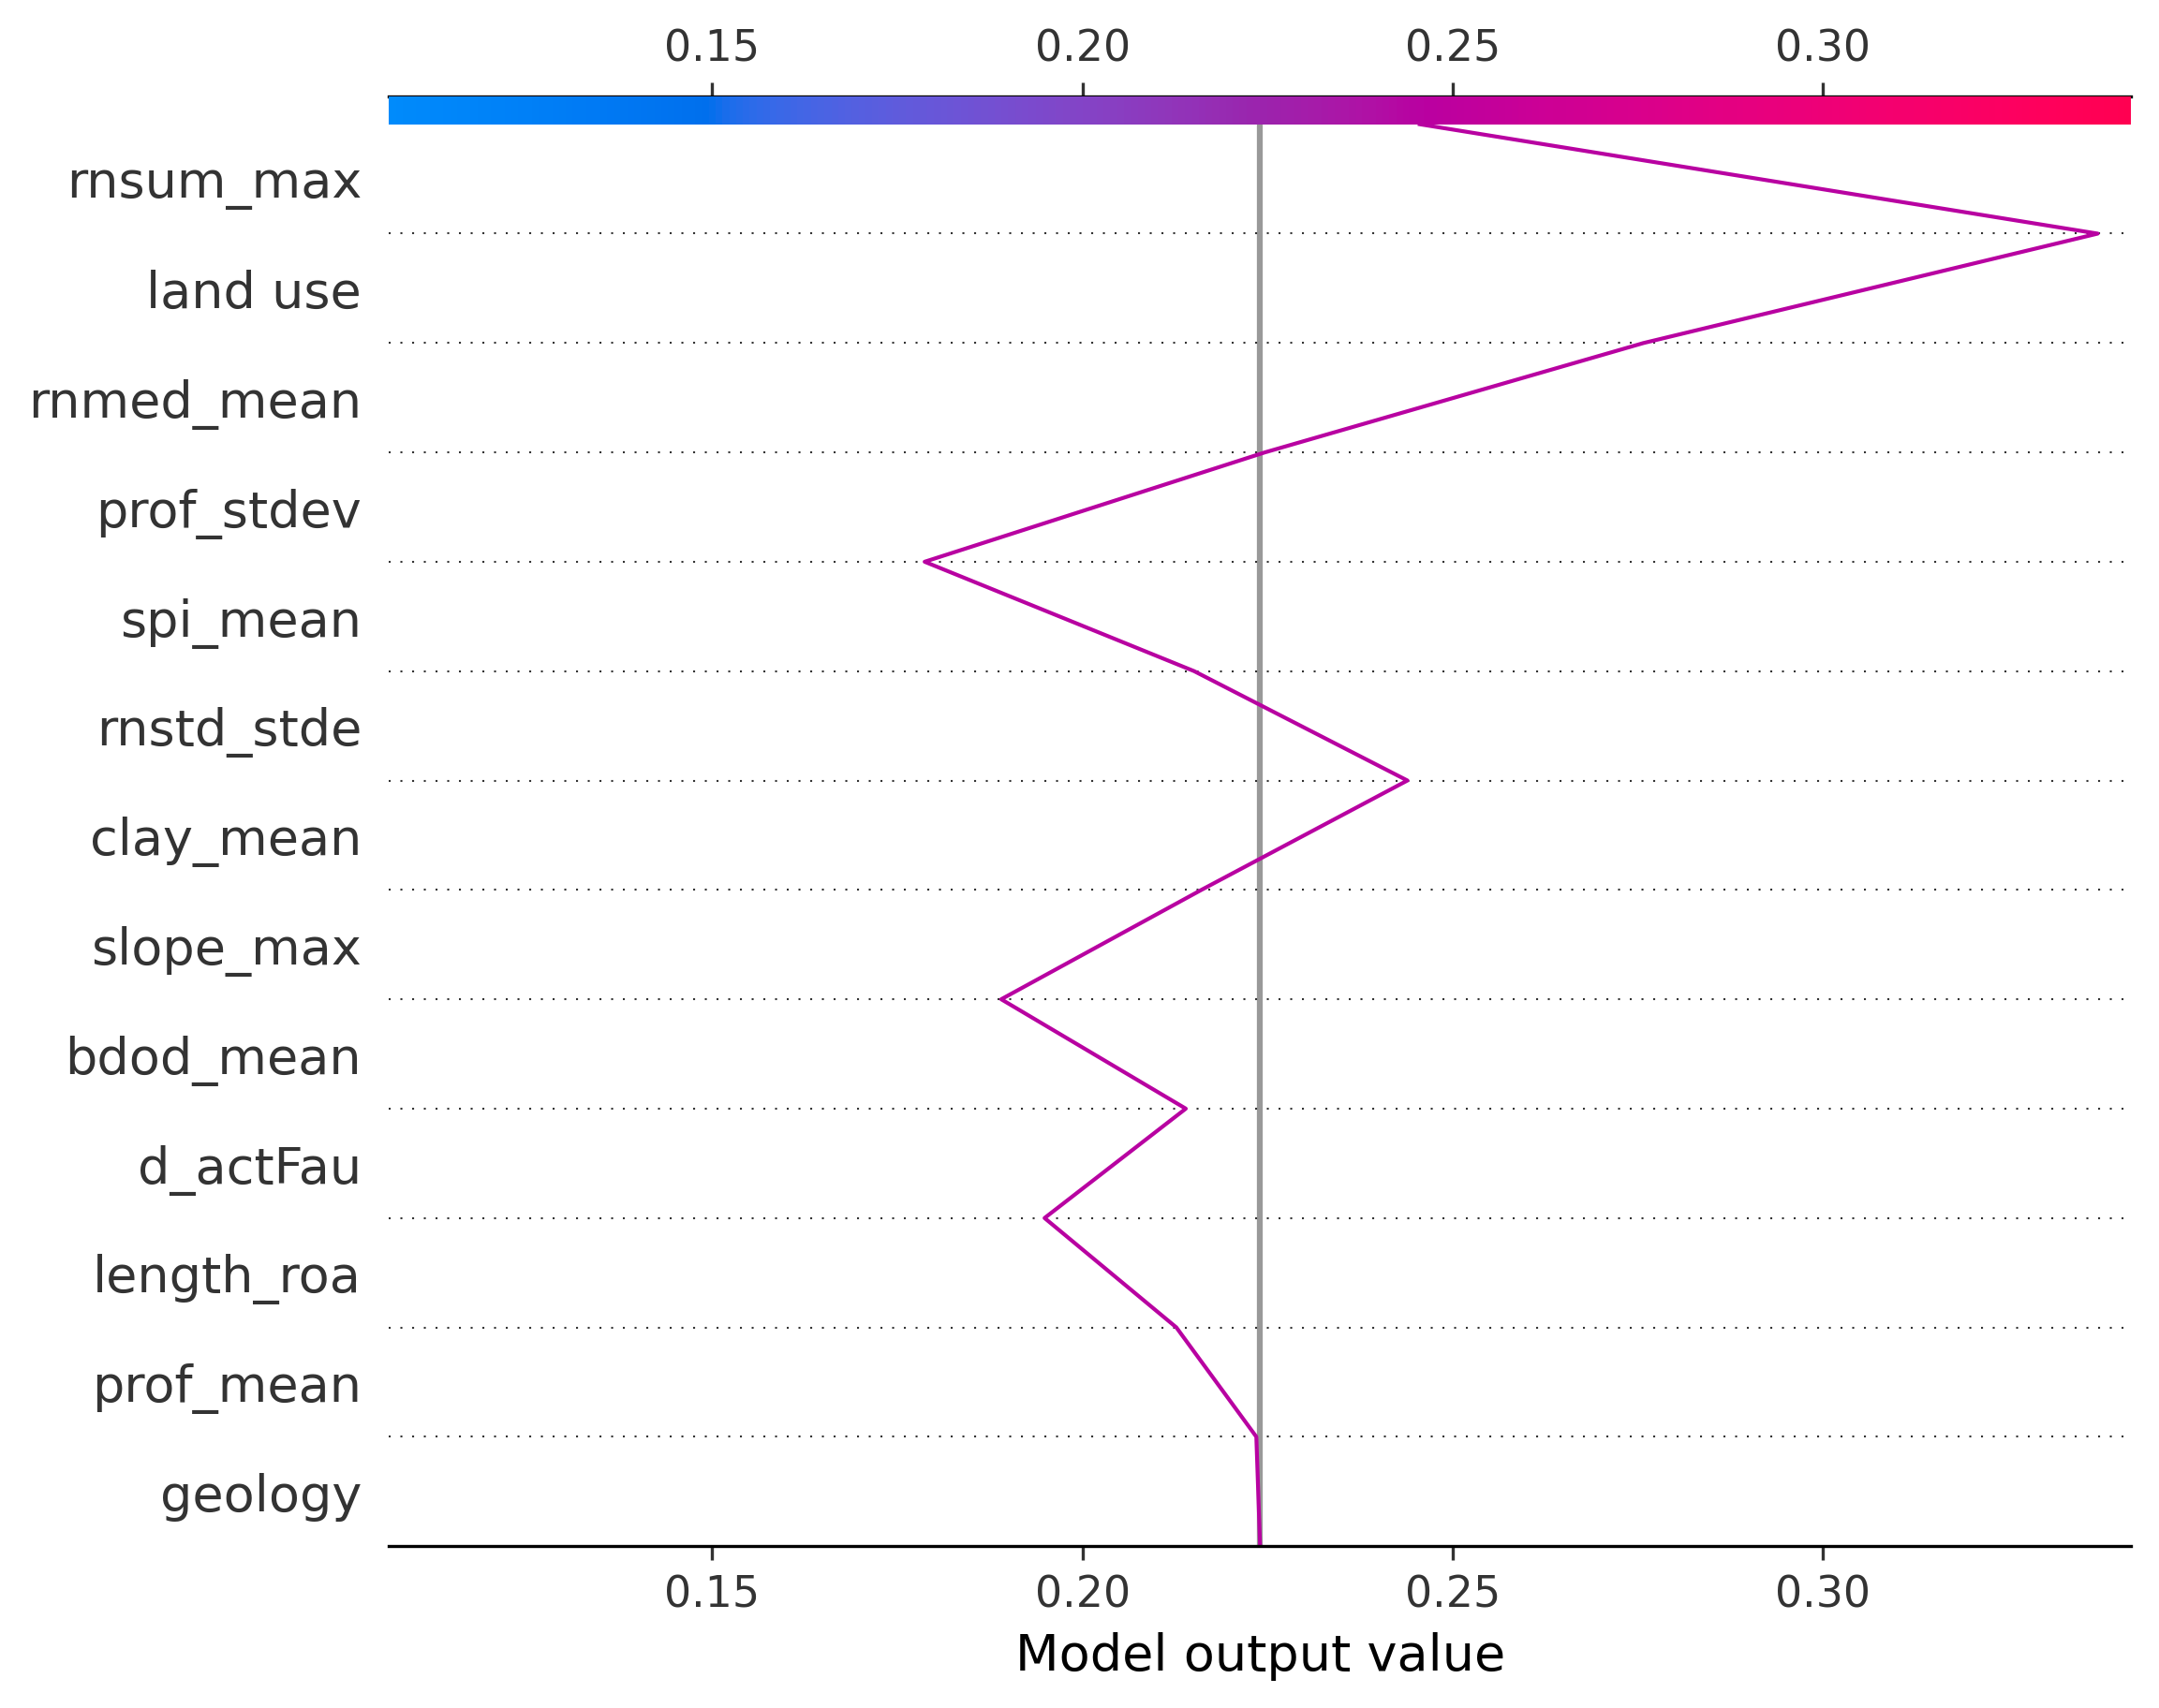 0.15 0.20 0.25 0.30
rnsum_max
land use
rnmed_mean
prof_stdev
spi_mean
rnstd_stde
clay_mean
slope_max
bdod_mean
d_actFau
length_roa
prof_mean
geology
0.15 0.20 0.25 0.30
Model output value